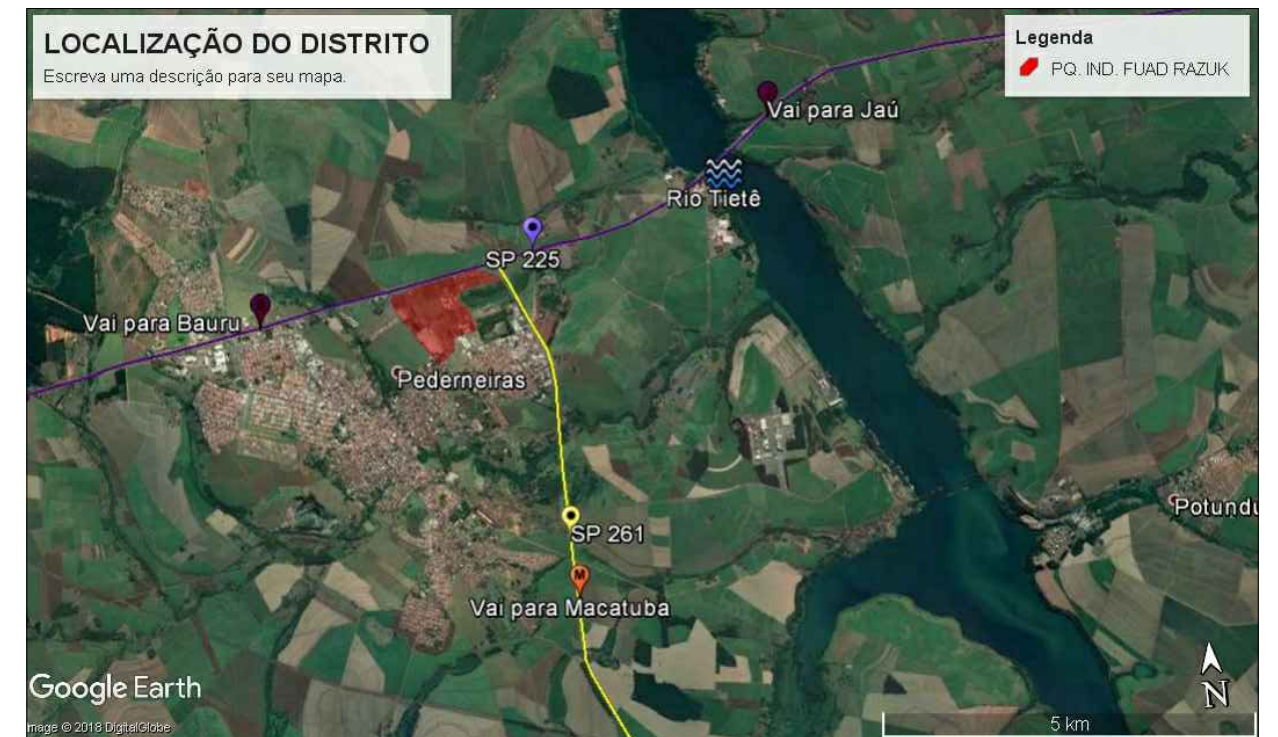 LOCALIZAÇÃO DO DISTRITO
Escreva uma descrição para seu mapa.
Legenda
PQ. IND. FUAD RAZUK
Vai para Jaú
Rio Tietê
SP 225
Vai para Bauru
Pederneiras
Potundu
SP 261
M
Vai para Macatuba
Google Earth
N
5 km
mage © 2018 DigitalGlobe